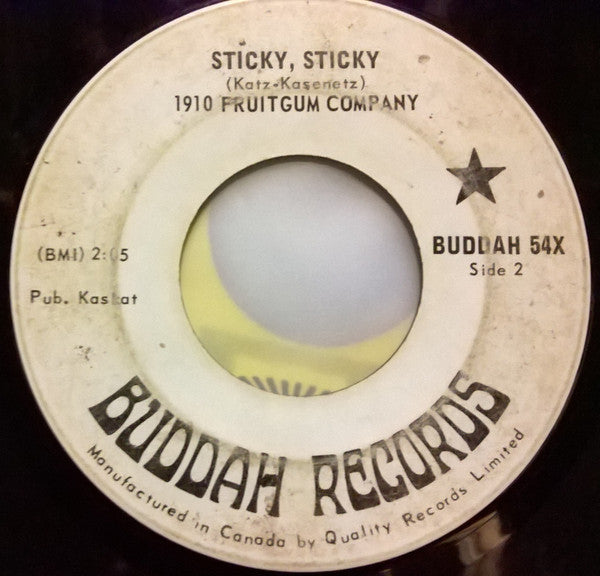 STICKY, STICKY
(Katz-Kasenetz)
1910 FRUITGUM COMPANY
(BMI) 2:05
Pub. Kaskat
BUDDAH 54X
Side 2
BUDDAH RECORDS
Manufactured in Canada by Quality Records Limited